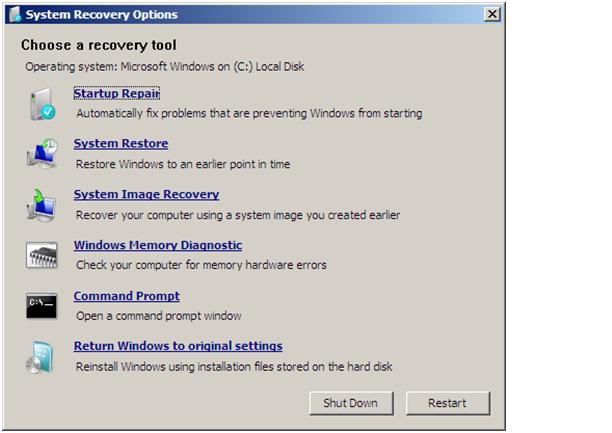 System Recovery Options
Choose a recovery tool
Operating system: Microsoft Windows on (C:) Local Disk
Startup Repair
Automatically fix problems that are preventing Windows from starting
System Restore
Restore Windows to an earlier point in time
System Image Recovery
Recover your computer using a system image you created earlier
Windows Memory Diagnostic
Check your computer for memory hardware errors
C:\_
Command Prompt
Open a command prompt window
Return Windows to original settings
Reinstall Windows using installation files stored on the hard disk
Shut Down
Restart